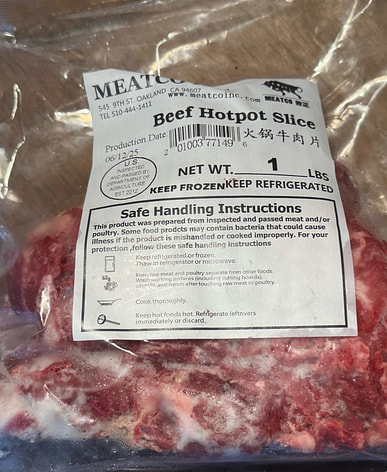 MEATCO
545 9TH ST. OAKLAND CA 94607
www.meatcoinc.com
TEL 510-444-1411
MEATCO
Beef Hotpot Slice
火锅牛肉片
Production Date
06/12/25
2 01003 77149 6
U.S.
INSPECTED
AND PASSED BY
DEPARTMENT OF
AGRICULTURE
EST 2212
NET WT. 1 LBS
KEEP FROZEN KEEP REFRIGERATED
Safe Handling Instructions
This product was prepared from inspected and passed meat and/or
poultry. Some food prodcts may contain bacteria that could cause
illness if the product is mishandled or cooked improperly. For your
protection ,follow these safe handling instructions
Keep refrigerated or frozen.
Thaw in refrigerator or microwave.
Keep raw meat and poultry separate from other foods.
Wash working surfaces (including cutting boards),
utensils, and hands after touching raw meat or poultry.
Cook thoroughly.
Keep hot fonds hot. Refrigerate leftovers
immediately or discard.